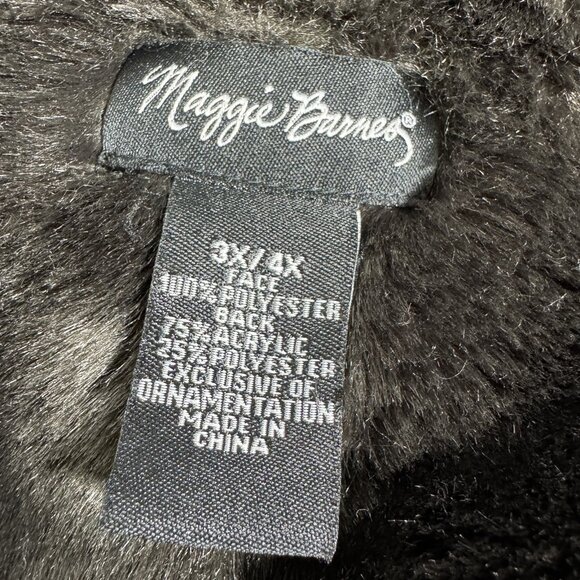 Maggie Barnes®
3X/4X
FACE
100% POLYESTER
BACK
75% ACRYLIC
25% POLYESTER
EXCLUSIVE OF
ORNAMENTATION
MADE IN
CHINA